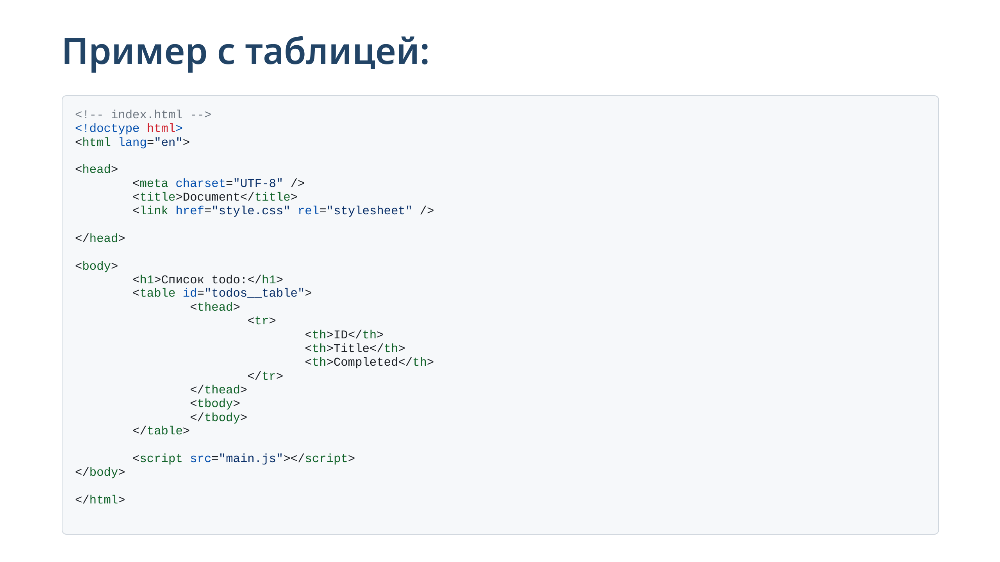 Пример с таблицей:
<!-- index.html -->
<!doctype html>
<html lang="en">
<head>
<meta charset="UTF-8" />
<title>Document</title>
<link href="style.css" rel="stylesheet" />
</head>
<body>
<h1>Список todo:</h1>
<table id="todos__table">
<thead>
<tr>
<th>ID</th>
<th>Title</th>
<th>Completed</th>
</tr>
</thead>
<tbody>
</tbody>
</table>
<script src="main.js"></script>
</body>
</html>